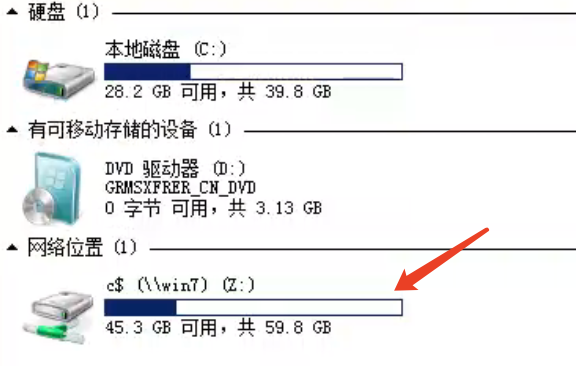 硬盘 (1)
本地磁盘 (C:)
28.2 GB 可用，共 39.8 GB
有可移动存储的设备 (1)
DVD 驱动器 (D:)
GRMSXFRER_CN_DVD
0 字节 可用，共 3.13 GB
网络位置 (1)
c$ (\\win7) (Z:)
45.3 GB 可用，共 59.8 GB